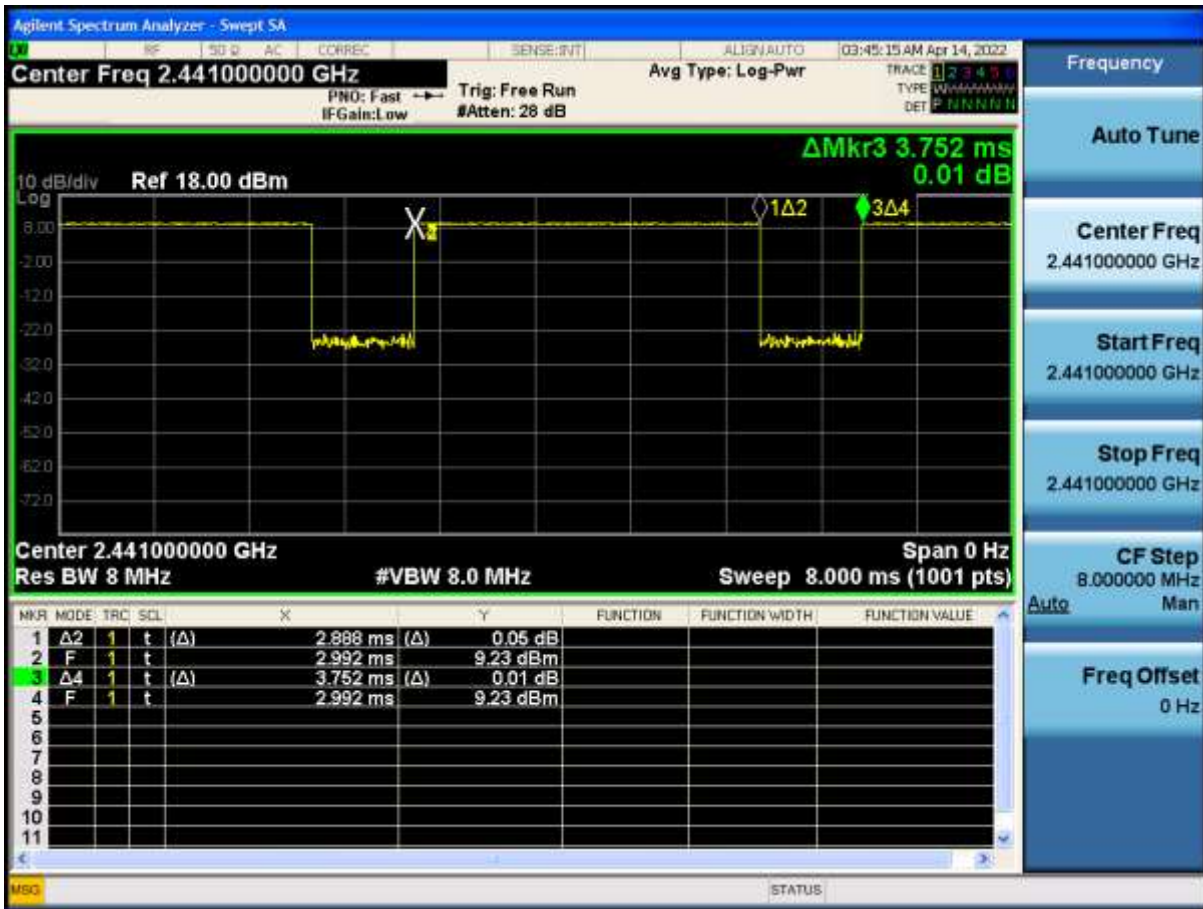 Agilent Spectrum Analyzer - Swept SA
RF 50 Ω AC CORREC SENSE:INT ALIGNAUTO 03:45:15 AM Apr 14, 2022
Center Freq 2.441000000 GHz
PNO: Fast
IFGain:Low
Trig: Free Run
#Atten: 28 dB
Avg Type: Log-Pwr
TRACE 1 2 3 4 5 6
TYPE
DET P N N N N N
ΔMkr3 3.752 ms
0.01 dB
10 dB/div Ref 18.00 dBm
Log
8.00
-2.00
-12.0
-22.0
-32.0
-42.0
-52.0
-62.0
-72.0
1Δ2
3Δ4
Center 2.441000000 GHz Span 0 Hz
Res BW 8 MHz #VBW 8.0 MHz Sweep 8.000 ms (1001 pts)
MKR MODE TRC SCL X Y FUNCTION FUNCTION WIDTH FUNCTION VALUE
1 Δ2 1 t (Δ) 2.888 ms (Δ) 0.05 dB
2 F 1 t 2.992 ms 9.23 dBm
3 Δ4 1 t (Δ) 3.752 ms (Δ) 0.01 dB
4 F 1 t 2.992 ms 9.23 dBm
5
6
7
8
9
10
11
MSG STATUS
Frequency
Auto Tune
Center Freq
2.441000000 GHz
Start Freq
2.441000000 GHz
Stop Freq
2.441000000 GHz
CF Step
8.000000 MHz
Auto Man
Freq Offset
0 Hz